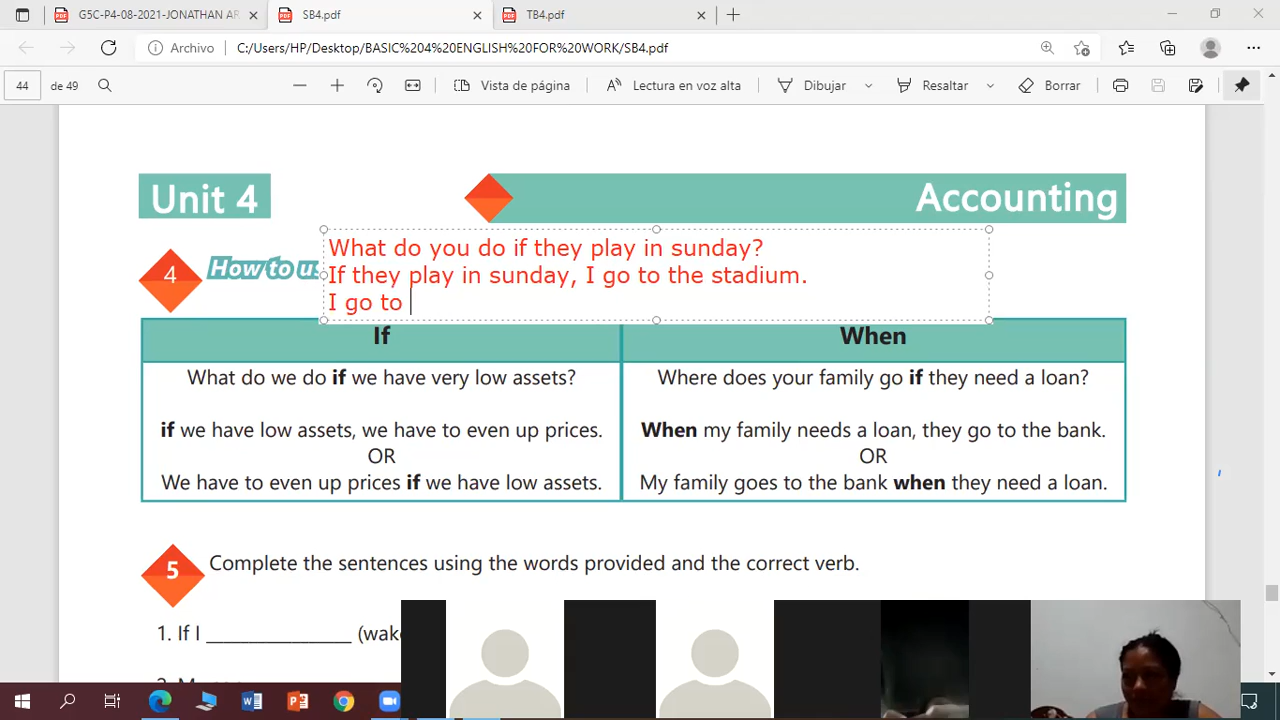 G5C-P4-08-2021-JONATHAN AR
SB4.pdf
TB4.pdf
Archivo
C:/Users/HP/Desktop/BASIC%204%20ENGLISH%20FOR%20WORK/SB4.pdf
44 de 49
Vista de página
Lectura en voz alta
Dibujar
Resaltar
Borrar
Unit 4
Accounting
4
How to us
What do you do if they play in sunday?
If they play in sunday, I go to the stadium.
I go to
If
When
What do we do if we have very low assets?
Where does your family go if they need a loan?
if we have low assets, we have to even up prices.
When my family needs a loan, they go to the bank.
OR
OR
We have to even up prices if we have low assets.
My family goes to the bank when they need a loan.
5
Complete the sentences using the words provided and the correct verb.
1. If I _______________ (wake